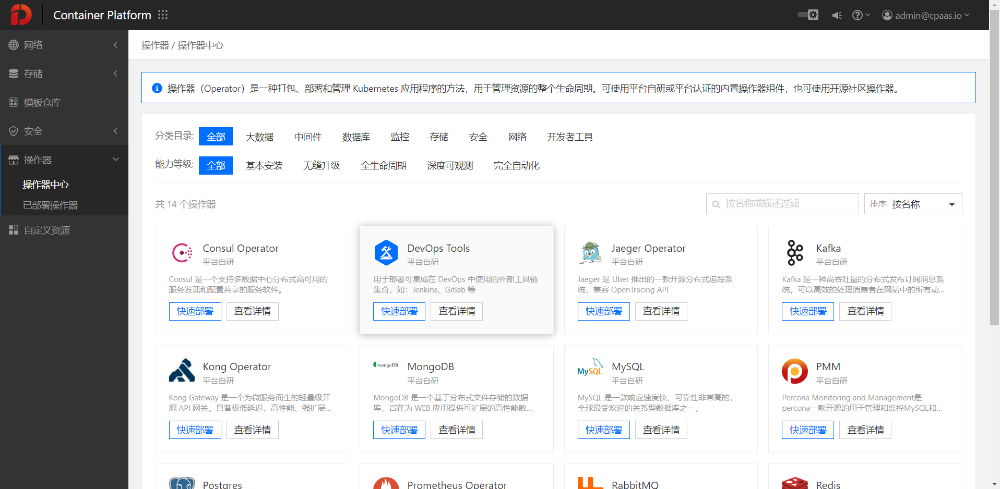 Container Platform
admin@cpaas.io
网络
存储
模板仓库
安全
操作器
操作器中心
已部署操作器
自定义资源
操作器 / 操作器中心
操作器（Operator）是一种打包、部署和管理 Kubernetes 应用程序的方法，用于管理资源的整个生命周期。可使用平台自研或平台认证的内置操作器组件，也可使用开源社区操作器。
分类目录: 全部 大数据 中间件 数据库 监控 存储 安全 网络 开发者工具
能力等级: 全部 基本安装 无缝升级 全生命周期 深度可观测 完全自动化
共 14 个操作器
按名称或描述过滤
排序: 按名称
Consul Operator
平台自研
Consul 是一个支持多数据中心分布式高可用的
服务发现和配置共享的服务软件。
快速部署 查看详情
DevOps Tools
平台自研
用于部署可集成在 DevOps 中使用的外部工具链
集合，如：Jenkins、Gitlab 等
快速部署 查看详情
Jaeger Operator
平台自研
Jaeger 是 Uber 推出的一款开源分布式追踪系
统，兼容 OpenTracing API
快速部署 查看详情
Kafka
平台自研
Kafka 是一种高吞吐量的分布式发布订阅消息系
统，可以高效的处理消费者在网站中的所有动...
快速部署 查看详情
Kong Operator
平台自研
Kong Gateway 是一个为微服务而生的轻量级开
源 API 网关。具备极低延迟、高性能、强扩展...
快速部署 查看详情
mongoDB.
MongoDB
平台自研
MongoDB 是一个基于分布式文件存储的数据
库，旨在为 WEB 应用提供可扩展的高性能数...
快速部署 查看详情
MySQL
MySQL
平台自研
MySQL 是一款响应速度快、可靠性非常高的，
全球最受欢迎的关系型数据库之一。
快速部署 查看详情
PMM
平台自研
Percona Monitoring and Management是
percona一款开源的用于管理和监控MySQL和...
快速部署 查看详情
Postgres
Prometheus Operator
RabbitMQ
Redis